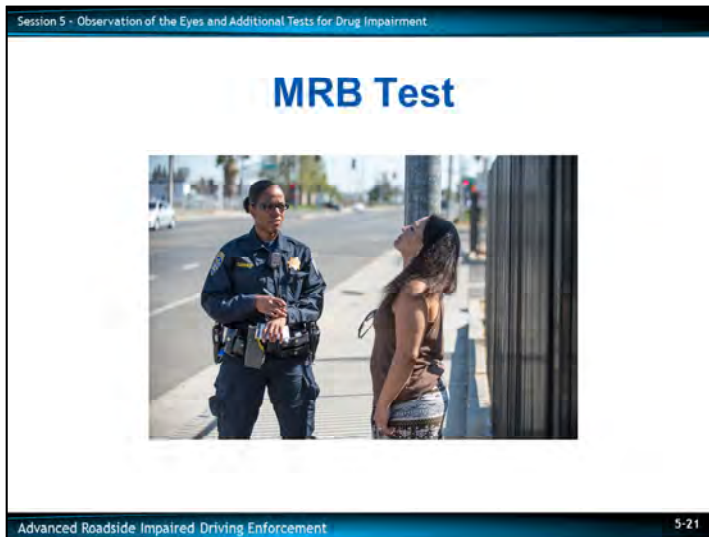 Session 5 - Observation of the Eyes and Additional Tests for Drug Impairment
MRB Test
Advanced Roadside Impaired Driving Enforcement
5-21